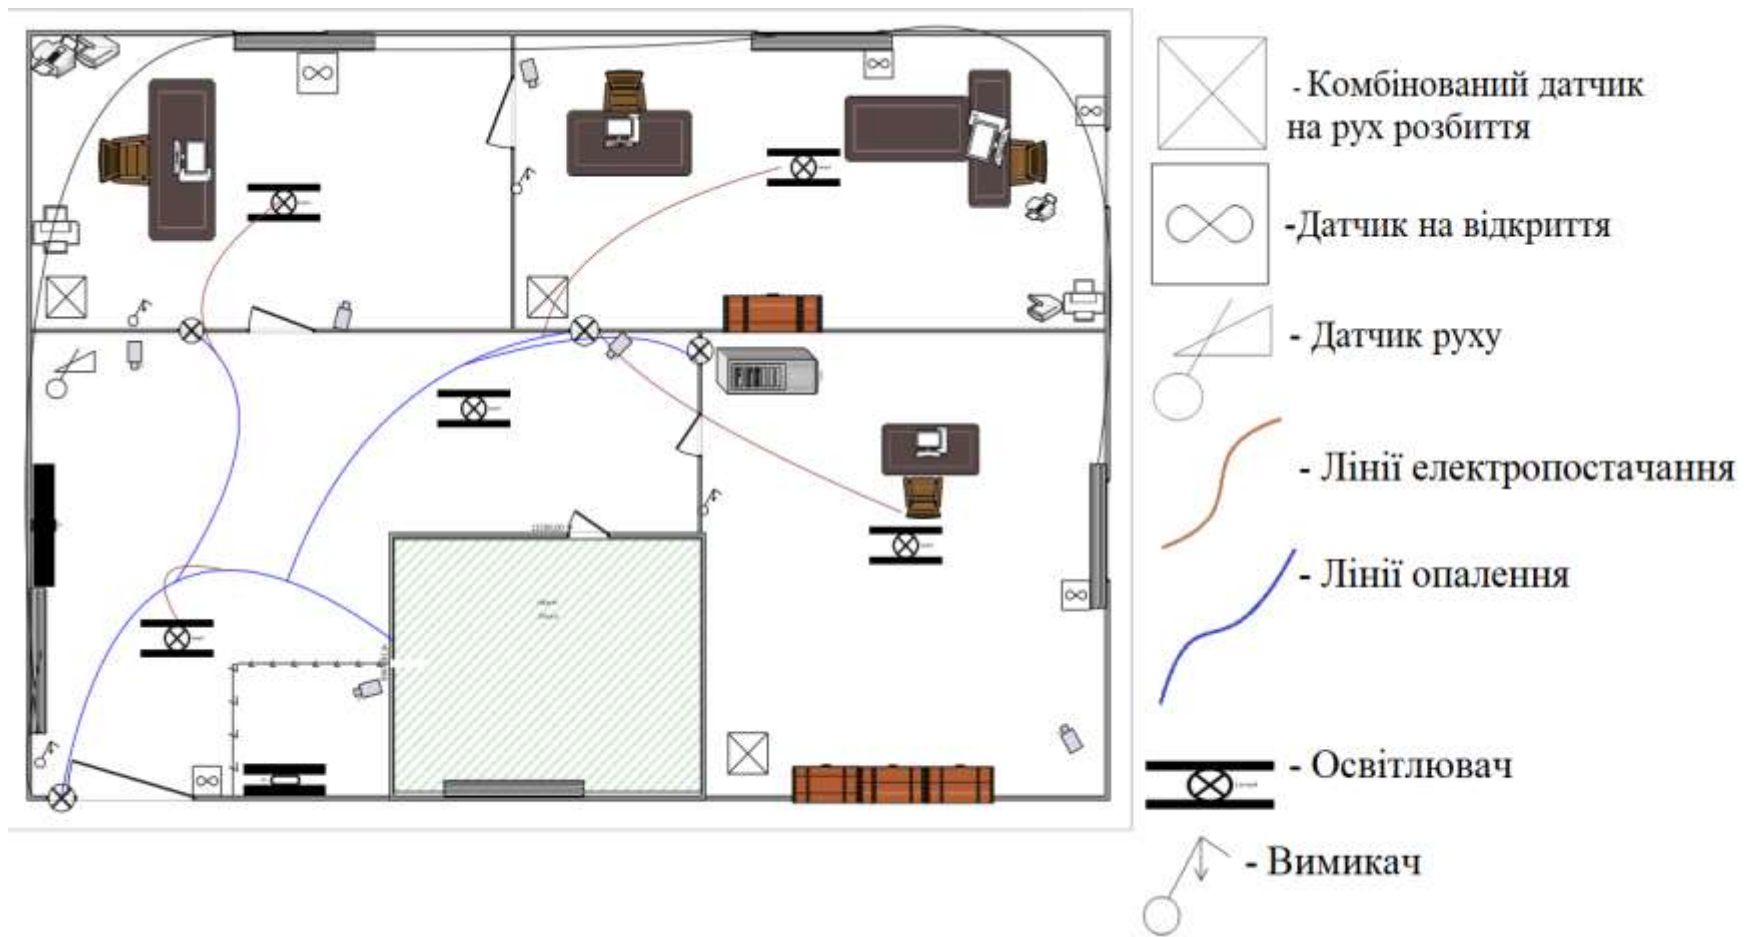 - Комбінований датчик
на рух розбиття
-Датчик на відкриття
- Датчик руху
- Лінії електропостачання
- Лінії опалення
- Освітлювач
- Вимикач